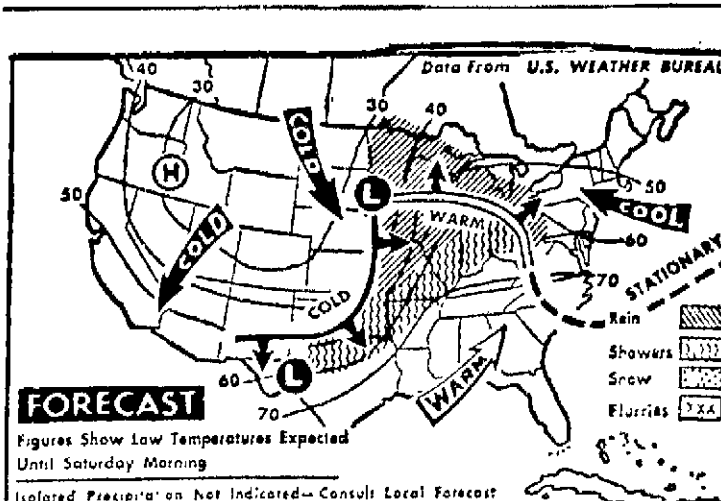 Data From U.S. WEATHER BUREAU
40
30
30
40
COLD
H
50
L
50
WARM
COOL
COLD
60
70
STATIONARY
COLD
Rain
Showers
Snow
Flurries
60
L
70
WARM
FORECAST
Figures Show Low Temperatures Expected
Until Saturday Morning
Isolated Precipitation Not Indicated— Consult Local Forecast